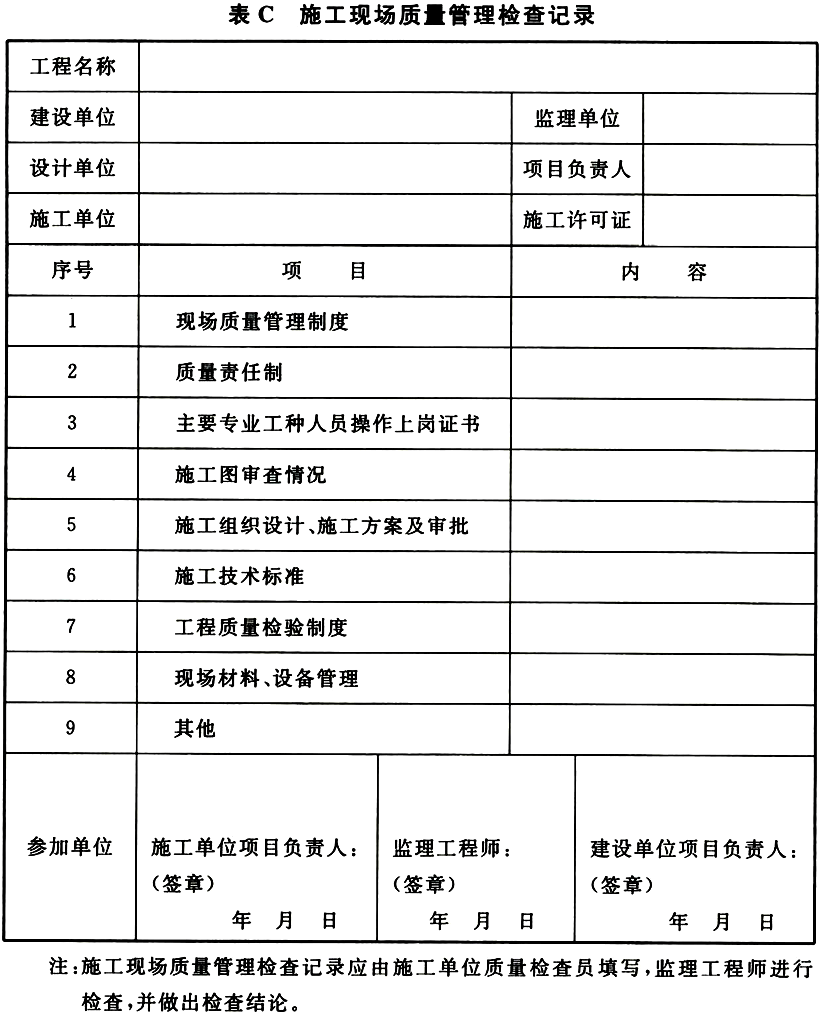 表 C 施工现场质量管理检查记录
工程名称
建设单位 监理单位
设计单位 项目负责人
施工单位 施工许可证
序号 项 目 内 容
1 现场质量管理制度
2 质量责任制
3 主要专业工种人员操作上岗证书
4 施工图审查情况
5 施工组织设计、施工方案及审批
6 施工技术标准
7 工程质量检验制度
8 现场材料、设备管理
9 其他
参加单位 施工单位项目负责人: 监理工程师: 建设单位项目负责人:
(签章) (签章) (签章)
年 月 日 年 月 日 年 月 日
注:施工现场质量管理检查记录应由施工单位质量检查员填写,监理工程师进行
检查,并做出检查结论。